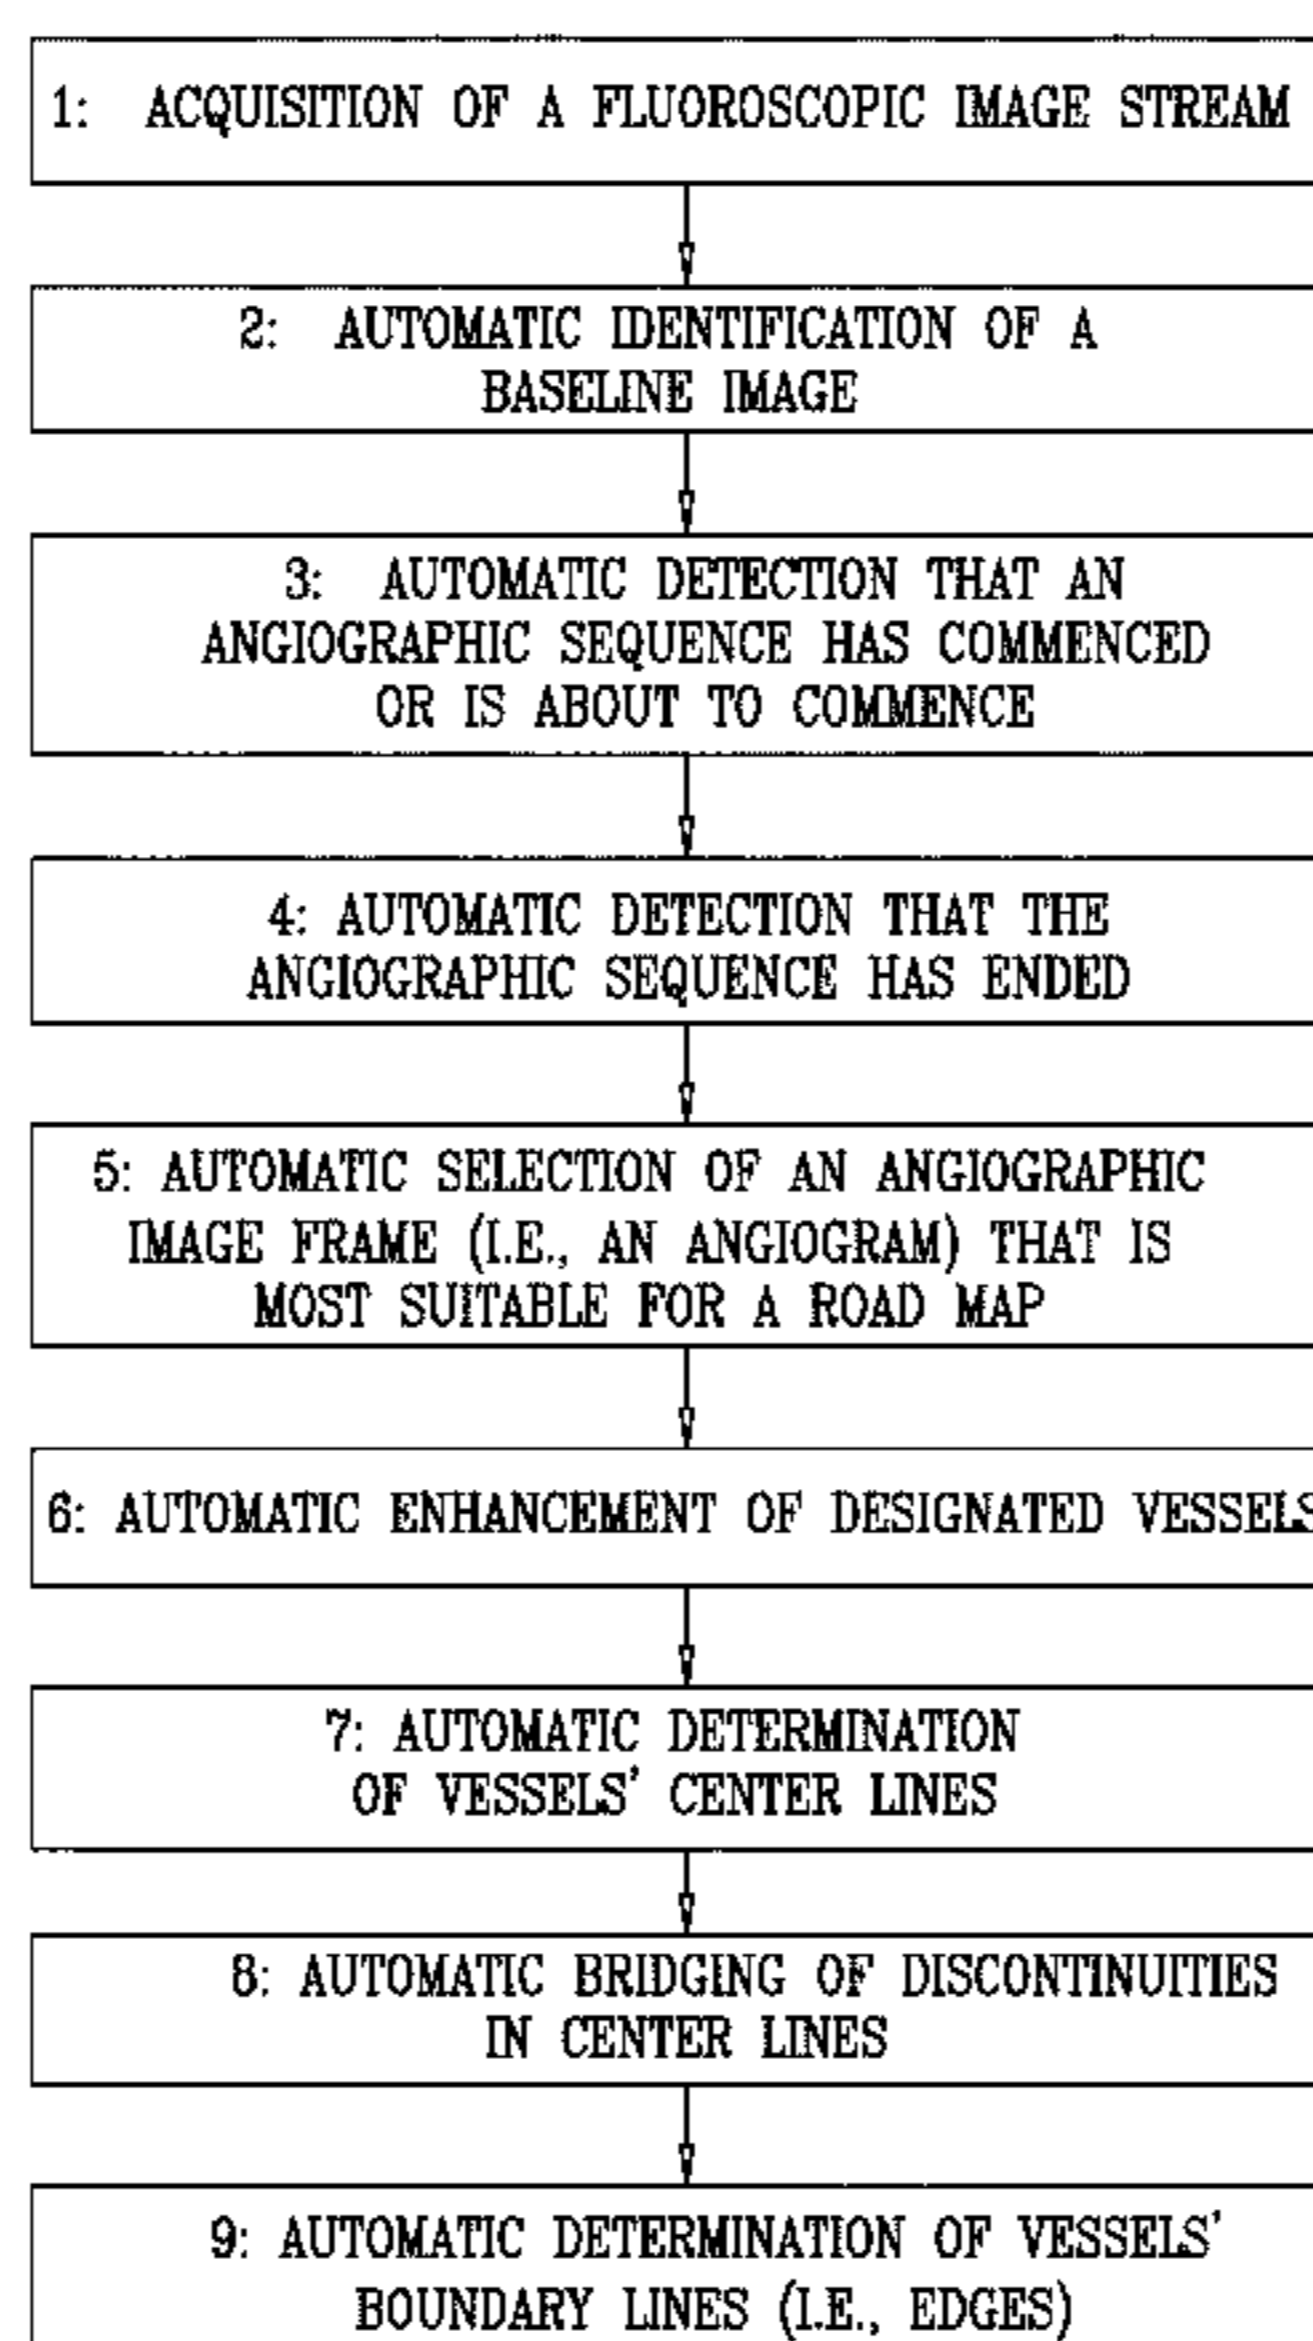 1: ACQUISITION OF A FLUOROSCOPIC IMAGE STREAM
2: AUTOMATIC IDENTIFICATION OF A
BASELINE IMAGE
3: AUTOMATIC DETECTION THAT AN
ANGIOGRAPHIC SEQUENCE HAS COMMENCED
OR IS ABOUT TO COMMENCE
4: AUTOMATIC DETECTION THAT THE
ANGIOGRAPHIC SEQUENCE HAS ENDED
5: AUTOMATIC SELECTION OF AN ANGIOGRAPHIC
IMAGE FRAME (I.E., AN ANGIOGRAM) THAT IS
MOST SUITABLE FOR A ROAD MAP
6: AUTOMATIC ENHANCEMENT OF DESIGNATED VESSELS
7: AUTOMATIC DETERMINATION
OF VESSELS' CENTER LINES
8: AUTOMATIC BRIDGING OF DISCONTINUITIES
IN CENTER LINES
9: AUTOMATIC DETERMINATION OF VESSELS'
BOUNDARY LINES (I.E., EDGES)